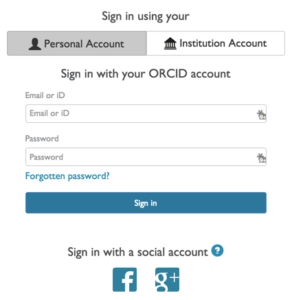 Sign in using your
Personal Account Institution Account
Sign in with your ORCID account
Email or iD
Email or iD
Password
Password
Forgotten password?
Sign in
Sign in with a social account ?
f g+